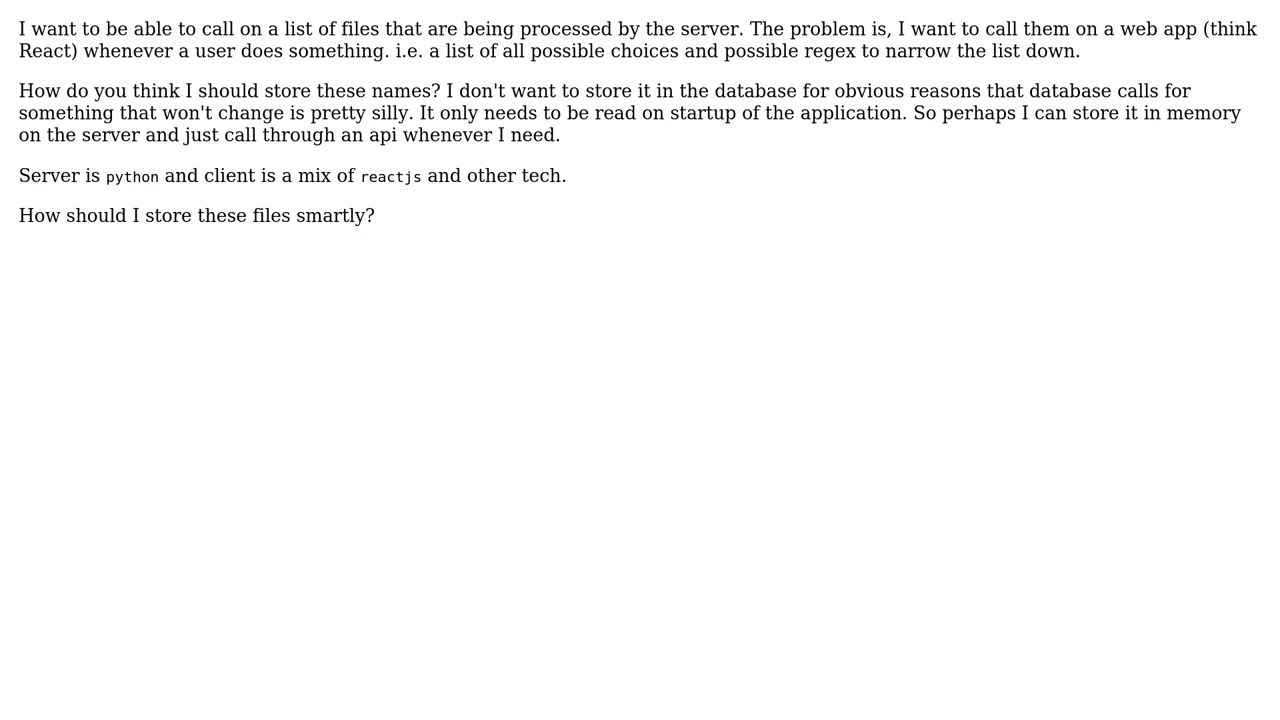 I want to be able to call on a list of files that are being processed by the server. The problem is, I want to call them on a web app (think
React) whenever a user does something. i.e. a list of all possible choices and possible regex to narrow the list down.
How do you think I should store these names? I don't want to store it in the database for obvious reasons that database calls for
something that won't change is pretty silly. It only needs to be read on startup of the application. So perhaps I can store it in memory
on the server and just call through an api whenever I need.
Server is python and client is a mix of reactjs and other tech.
How should I store these files smartly?